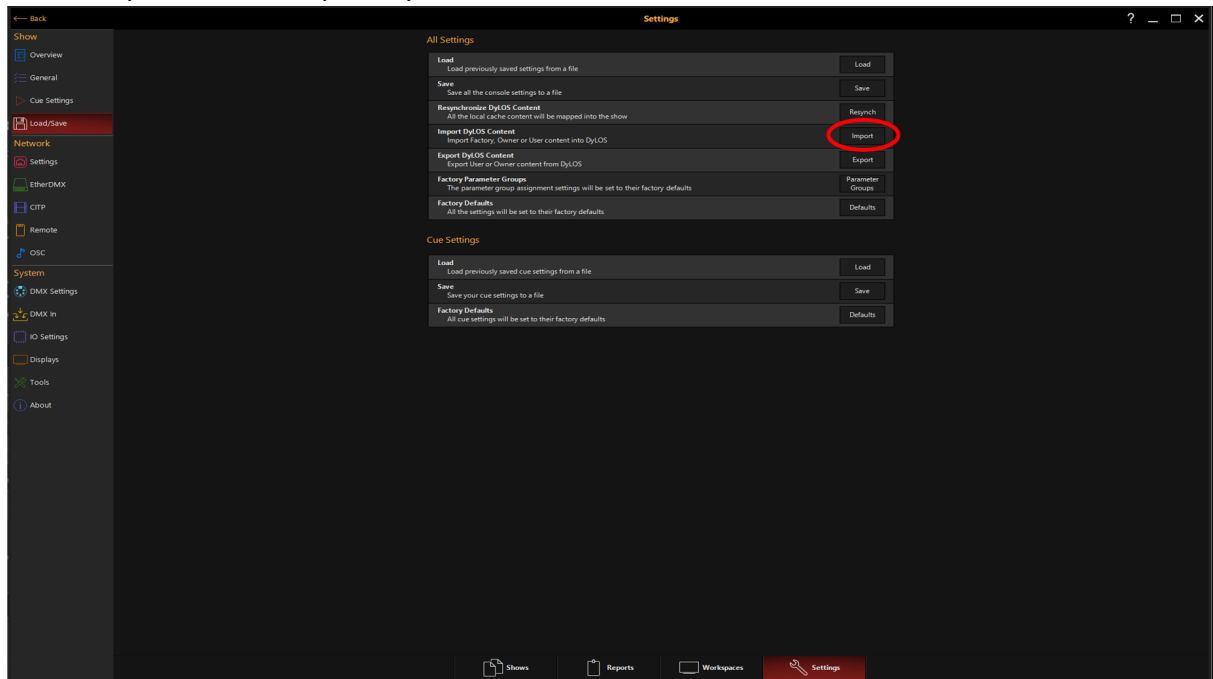 ← Back
Settings
? _ □ ×
Show
Overview
General
Cue Settings
Load/Save
Network
Settings
EtherDMX
CITP
Remote
OSC
System
DMX Settings
DMX In
IO Settings
Displays
Tools
About
All Settings
Load
Load previously saved settings from a file
Load
Save
Save all the console settings to a file
Save
Resynchronize DyLOS Content
All the local cache content will be mapped into the show
Resynch
Import DyLOS Content
Import Factory, Owner or User content into DyLOS
Import
Export DyLOS Content
Export User or Owner content from DyLOS
Export
Factory Parameter Groups
The parameter group assignment settings will be set to their factory defaults
Parameter
Groups
Factory Defaults
All the settings will be set to their factory defaults
Defaults
Cue Settings
Load
Load previously saved cue settings from a file
Load
Save
Save your cue settings to a file
Save
Factory Defaults
All cue settings will be set to their factory defaults
Defaults
Shows
Reports
Workspaces
Settings